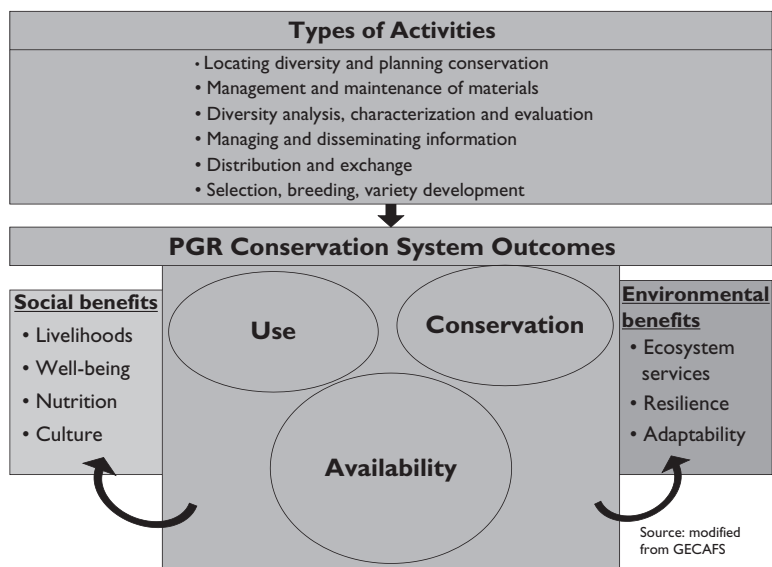 Types of Activities
• Locating diversity and planning conservation
• Management and maintenance of materials
• Diversity analysis, characterization and evaluation
• Managing and disseminating information
• Distribution and exchange
• Selection, breeding, variety development
PGR Conservation System Outcomes
Social benefits
• Livelihoods
• Well-being
• Nutrition
• Culture
Use
Conservation
Availability
Environmental
benefits
• Ecosystem
services
• Resilience
• Adaptability
Source: modified
from GECAFS